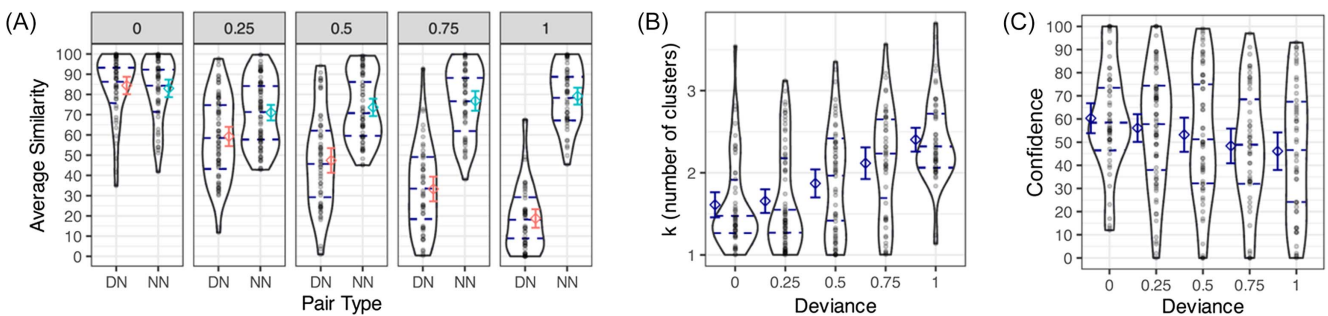 (A)
0 0.25 0.5 0.75 1
Average Similarity
100
90
80
70
60
50
40
30
20
10
0
DN NN DN NN DN NN DN NN DN NN
Pair Type
(B)
k (number of clusters)
3
2
1
0 0.25 0.5 0.75 1
Deviance
(C)
Confidence
100
90
80
70
60
50
40
30
20
10
0
0 0.25 0.5 0.75 1
Deviance